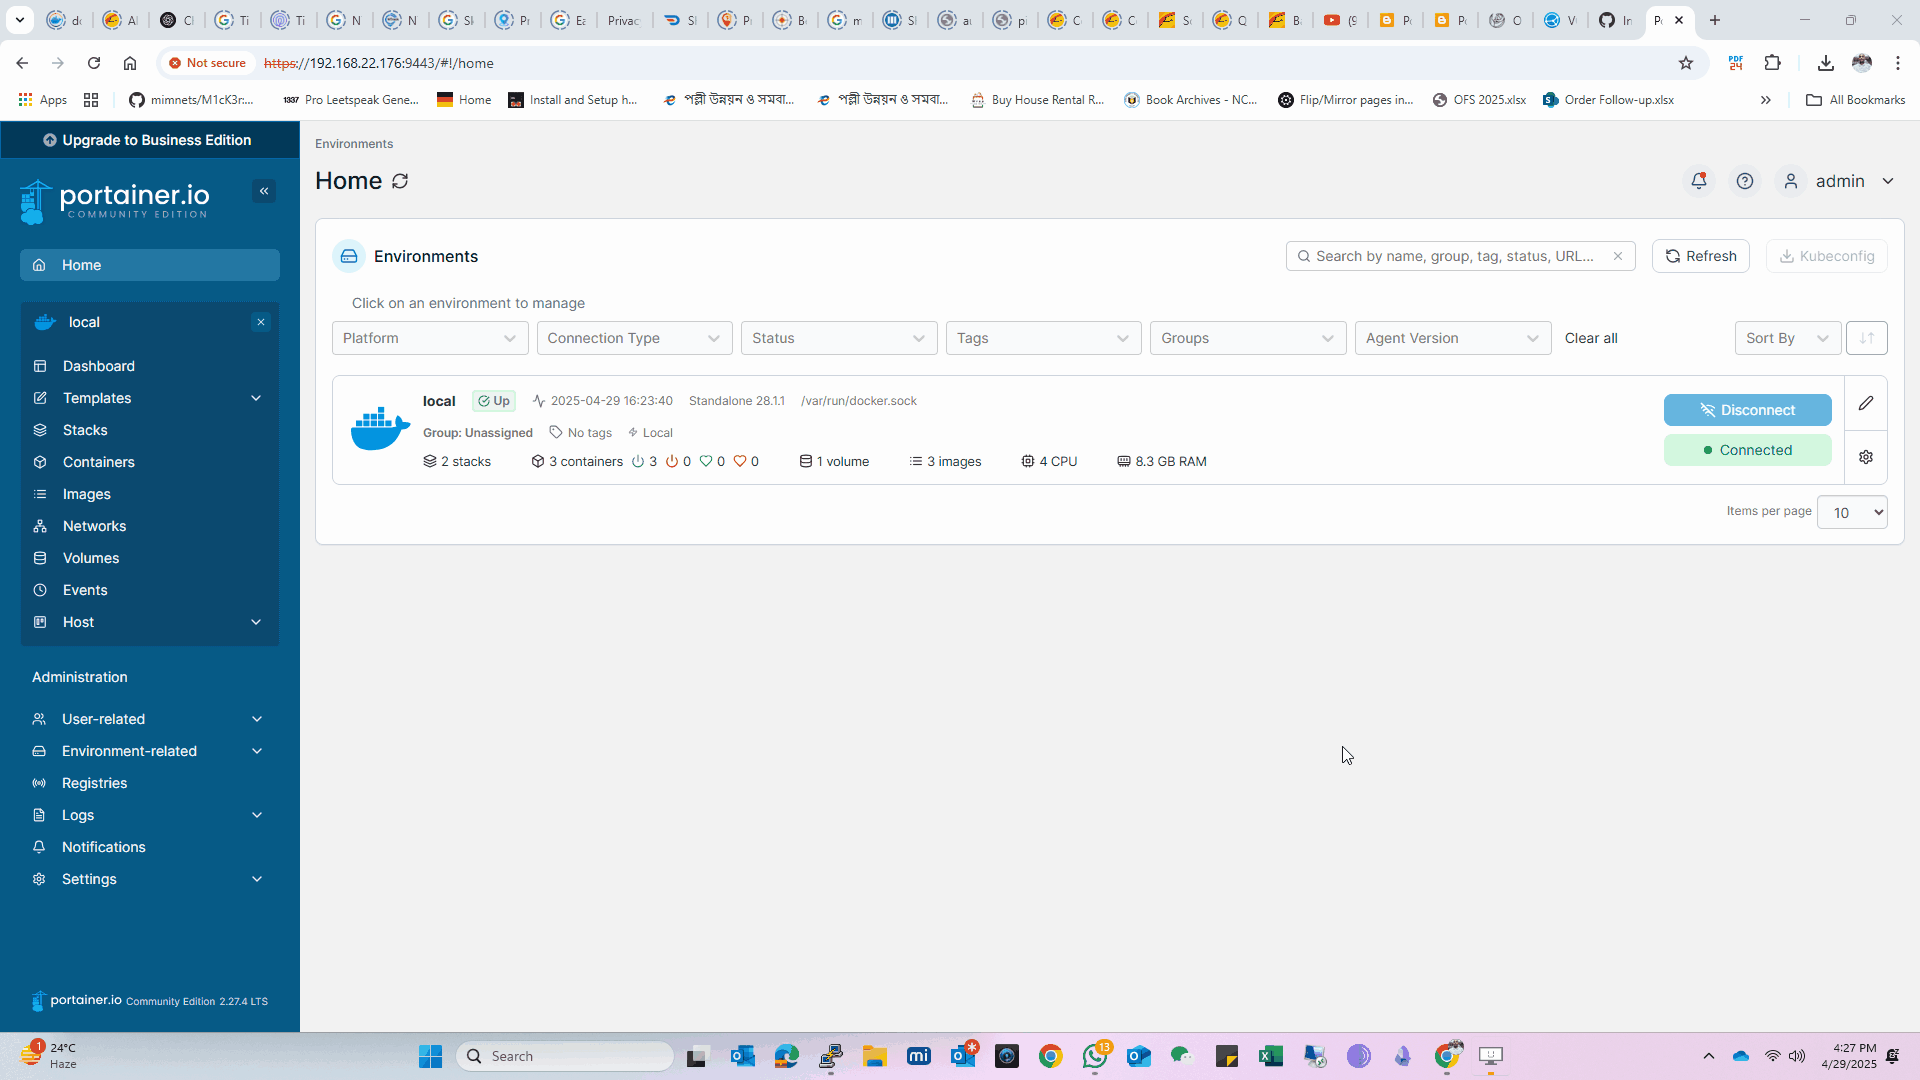 Privac
Not secure
https://192.168.22.176:9443/#!/home
Apps
mimnets/M1cK3r:...
1337 Pro Leetspeak Gene...
Home
Install and Setup h...
পল্লী উন্নয়ন ও সমবা...
পল্লী উন্নয়ন ও সমবা...
Buy House Rental R...
Book Archives - NC...
Flip/Mirror pages in...
OFS 2025.xlsx
Order Follow-up.xlsx
All Bookmarks
Upgrade to Business Edition
portainer.io
COMMUNITY EDITION
Home
local
Dashboard
Templates
Stacks
Containers
Images
Networks
Volumes
Events
Host
Administration
User-related
Environment-related
Registries
Logs
Notifications
Settings
portainer.io Community Edition 2.27.4 LTS
Environments
Home
admin
Environments
Search by name, group, tag, status, URL...
Refresh
Kubeconfig
Click on an environment to manage
Platform
Connection Type
Status
Tags
Groups
Agent Version
Clear all
Sort By
local Up 2025-04-29 16:23:40 Standalone 28.1.1 /var/run/docker.sock
Group: Unassigned No tags Local
2 stacks 3 containers 3 0 0 0 1 volume 3 images 4 CPU 8.3 GB RAM
Disconnect
Connected
Items per page 10
1
24°C
Haze
Search
mi
13
4:27 PM
4/29/2025